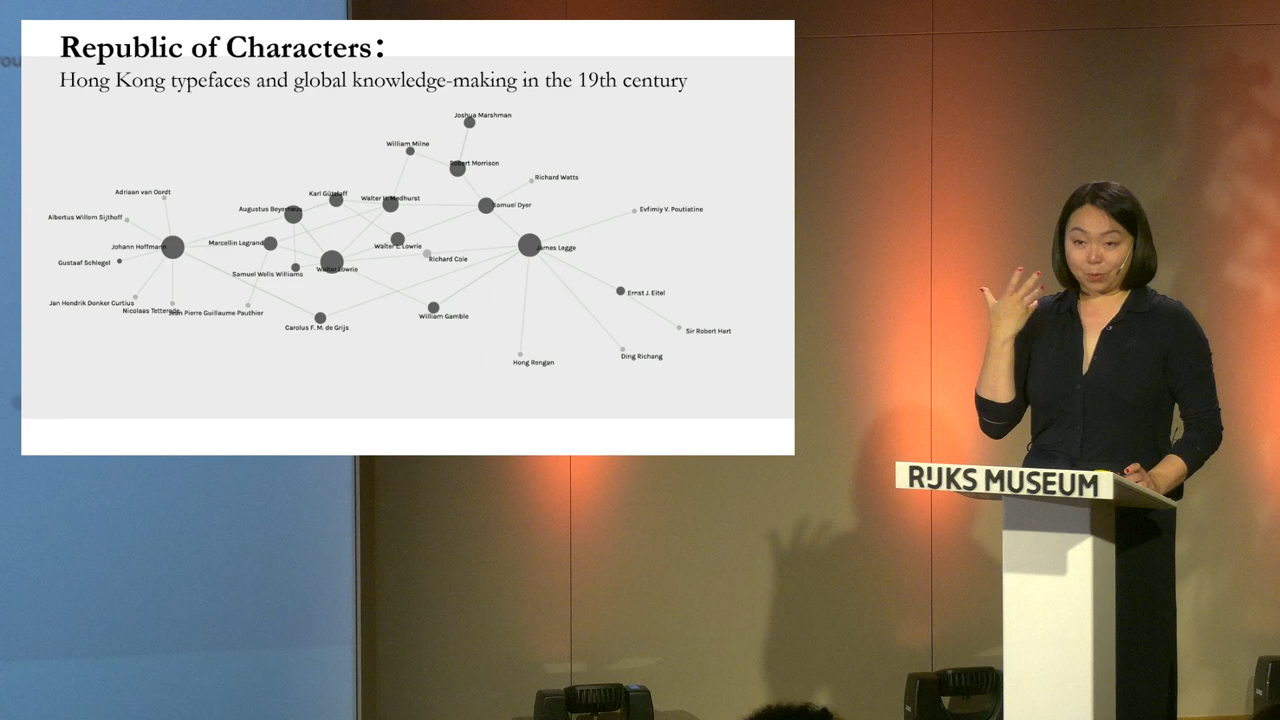 Republic of Characters:
Hong Kong typefaces and global knowledge-making in the 19th century
Joshua Marshman
William Milne
Robert Morrison
Richard Watts
Adriaan van Oordt
Karl Gützlaff
Walter H. Medhurst
Samuel Dyer
Augustus Beyerhaus
Evfimiy V. Poutiatine
Albertus Willem Sijthoff
Johann Hoffmann
Marcellin Legrand
Walter E. Lowrie
James Legge
Richard Cole
Gustaaf Schlegel
Samuel Wells Williams
Walter Lowrie
Ernst J. Eitel
Jan Hendrik Donker Curtius
Nicolaas Tetterode
Jean Pierre Guillaume Pauthier
William Gamble
Carolus F. M. de Grijs
Sir Robert Hart
Hong Rengan
Ding Richang
RIJKS MUSEUM